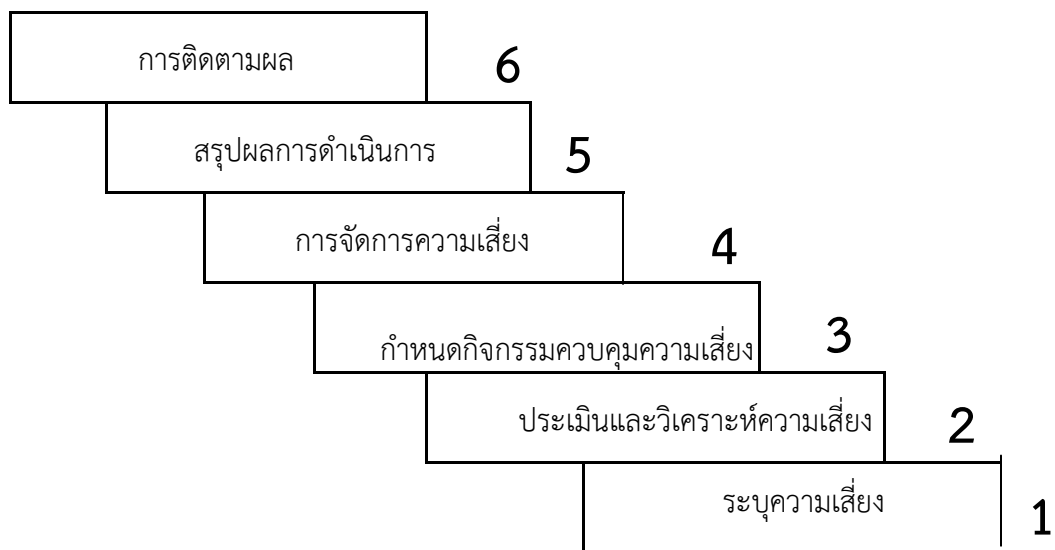 การติดตามผล 6
สรุปผลการดำเนินการ 5
การจัดการความเสี่ยง 4
กำหนดกิจกรรมควบคุมความเสี่ยง 3
ประเมินและวิเคราะห์ความเสี่ยง 2
ระบุความเสี่ยง 1